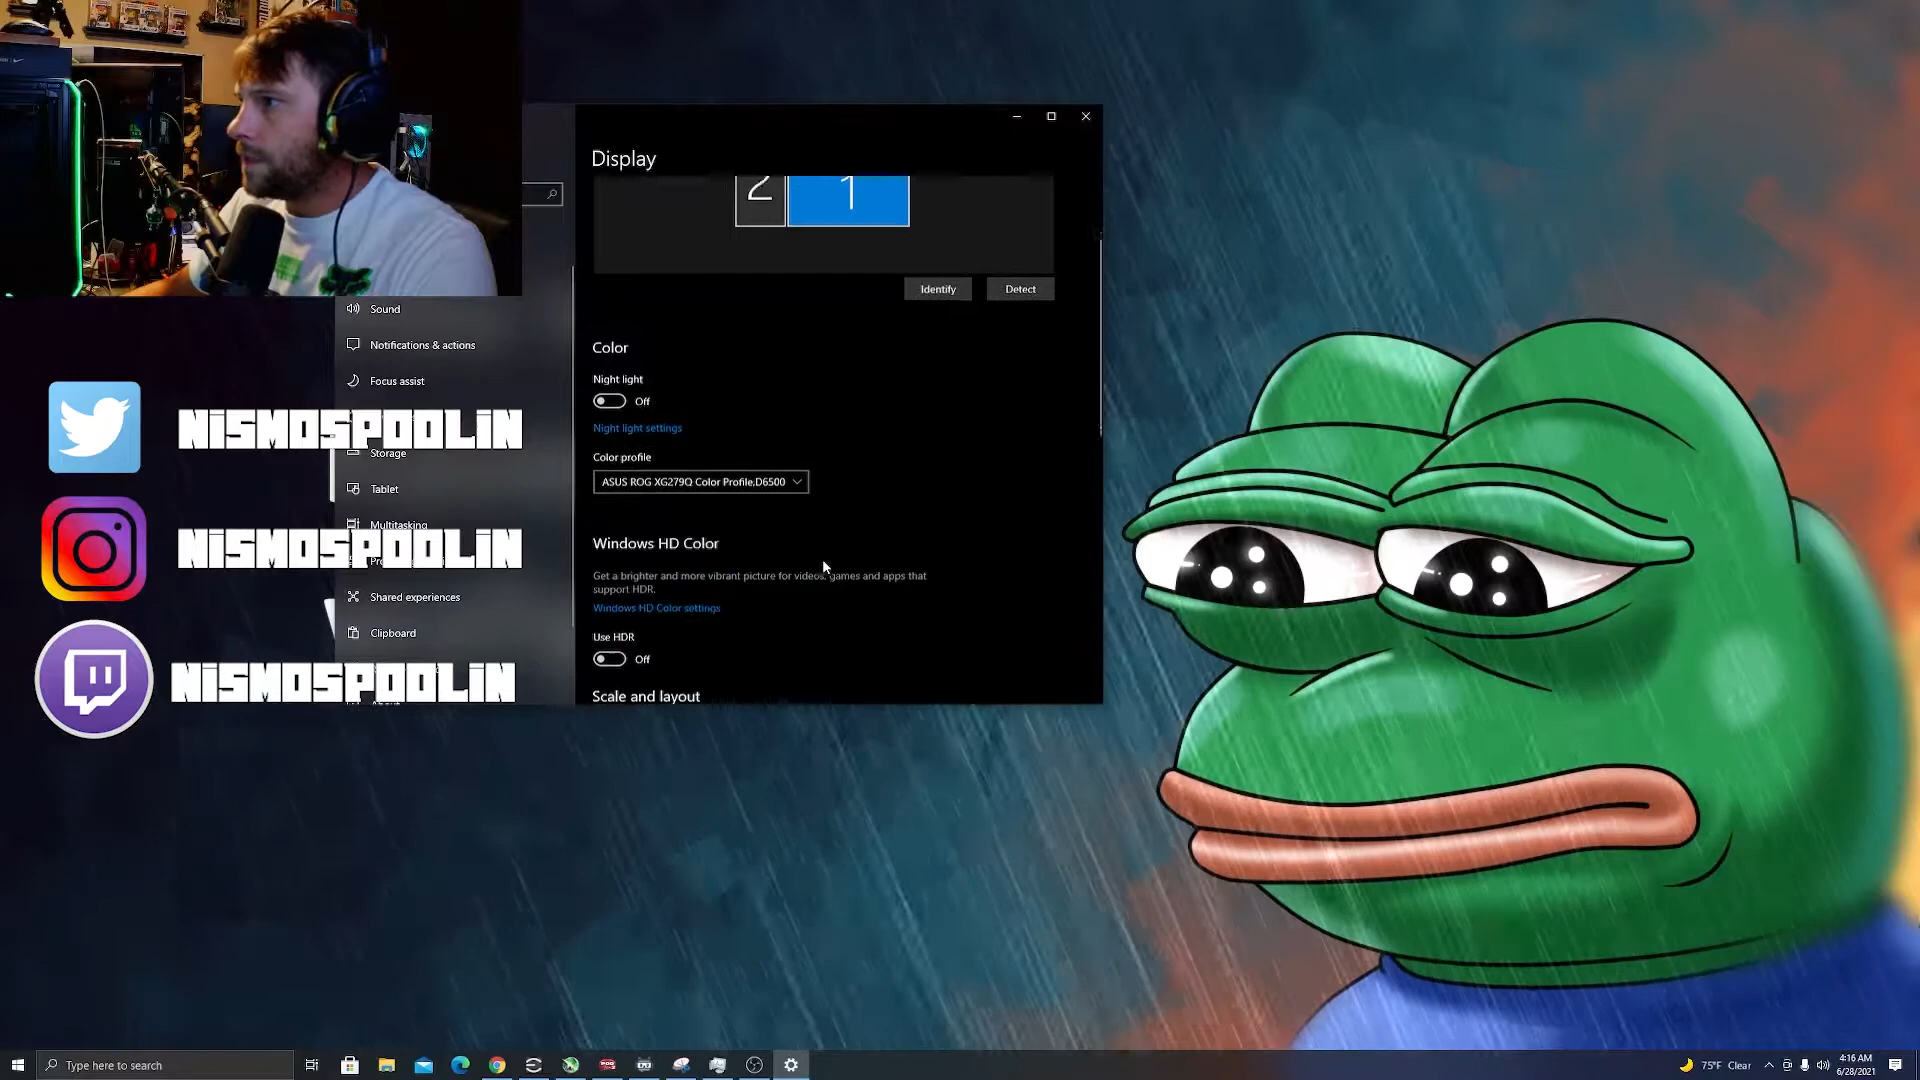 Display
2 1
Identify Detect
Sound
Notifications & actions
Focus assist
Storage
Tablet
Multitasking
Shared experiences
Clipboard
Color
Night light
Off
Night light settings
Color profile
ASUS ROG XG279Q Color Profile,D6500
Windows HD Color
Get a brighter and more vibrant picture for videos, games and apps that
support HDR.
Windows HD Color settings
Use HDR
Off
Scale and layout
NISMOSPOOLIN
NISMOSPOOLIN
NISMOSPOOLIN
Type here to search
75°F Clear
4:16 AM
6/28/2021